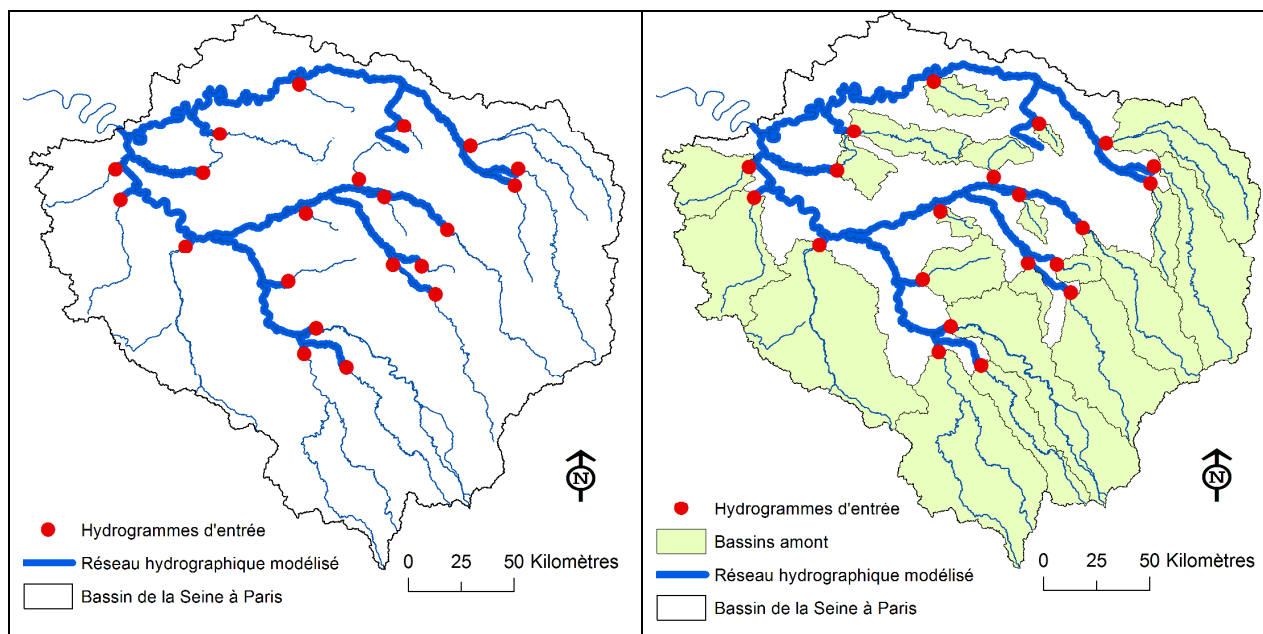 N
Hydrogrammes d'entrée
Réseau hydrographique modélisé
Bassin de la Seine à Paris
0 25 50 Kilomètres
N
Hydrogrammes d'entrée
Bassins amont
Réseau hydrographique modélisé
Bassin de la Seine à Paris
0 25 50 Kilomètres